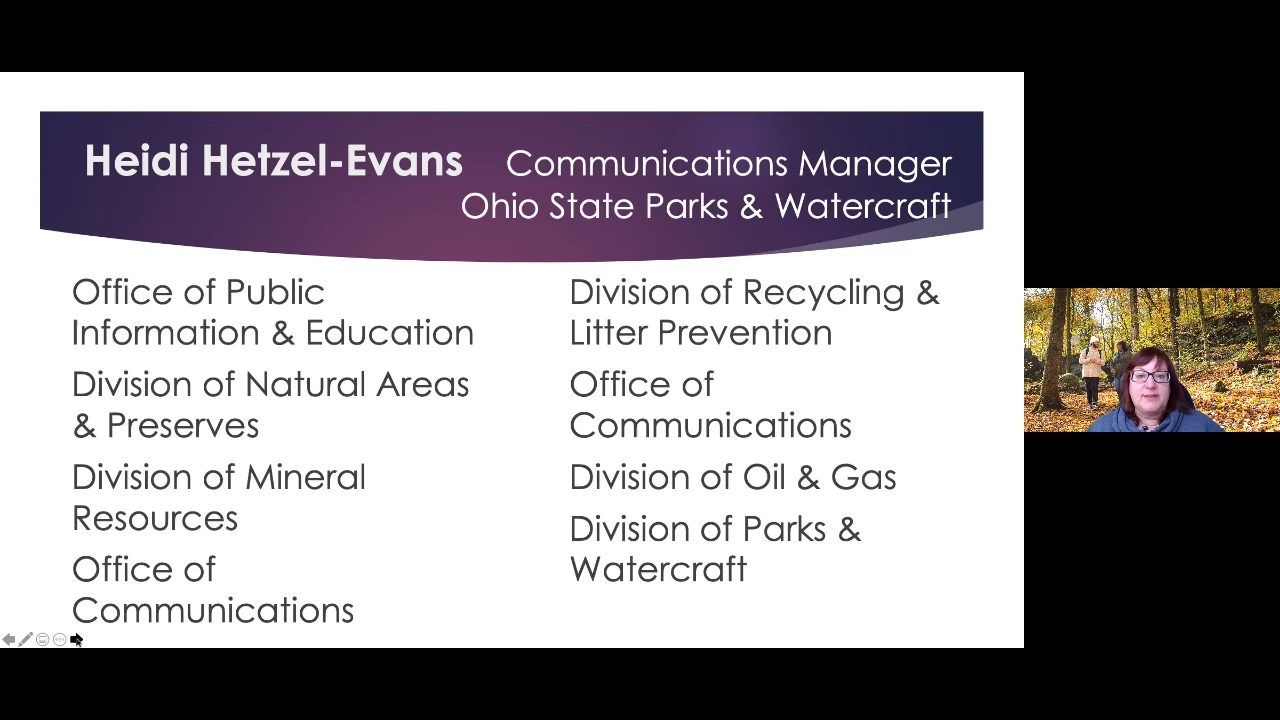 Heidi Hetzel-Evans Communications Manager
Ohio State Parks & Watercraft
Office of Public
Information & Education
Division of Natural Areas
& Preserves
Division of Mineral
Resources
Office of
Communications
Division of Recycling &
Litter Prevention
Office of
Communications
Division of Oil & Gas
Division of Parks &
Watercraft